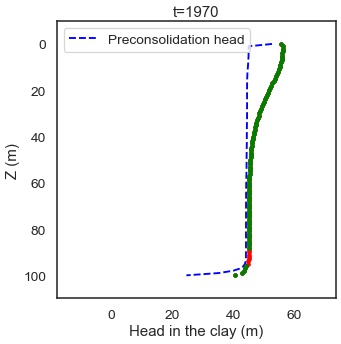 t=1970
Preconsolidation head
0
20
40
60
80
100
Z (m)
0 20 40 60
Head in the clay (m)